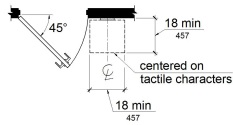 45°
18 min
457
centered on
tactile characters
℄
18 min
457